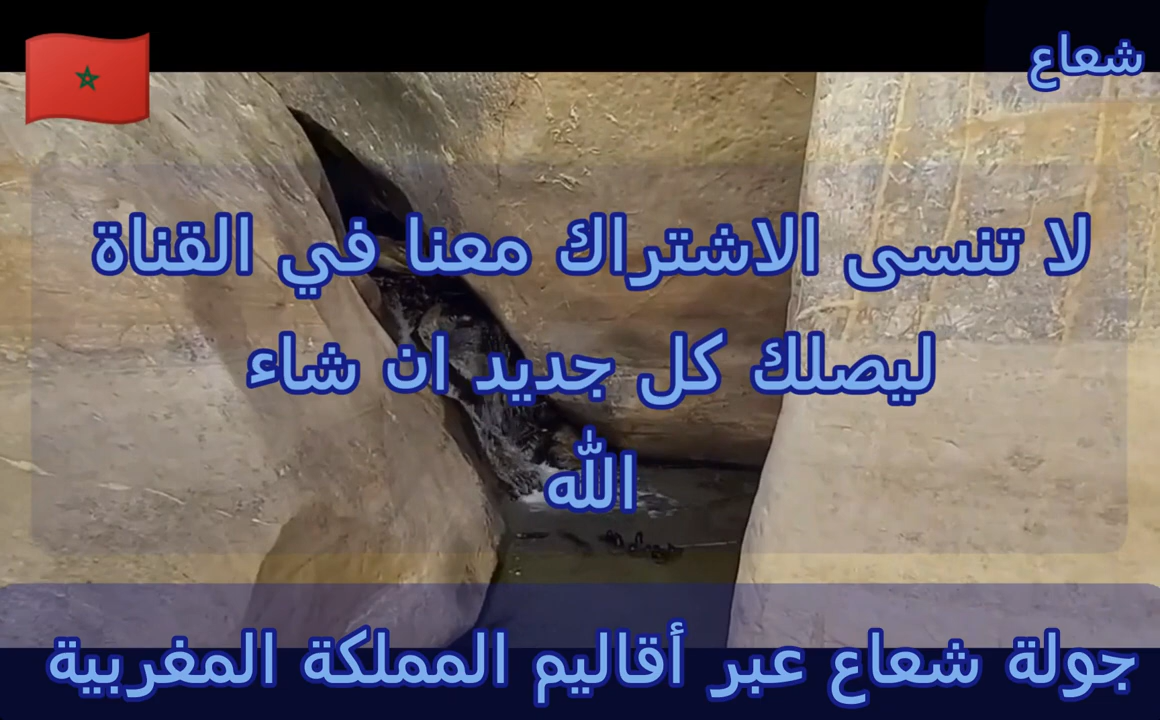 شعاع
لا تنسى الاشتراك معنا في القناة
ليصلك كل جديد ان شاء
الله
جولة شعاع عبر أقاليم المملكة المغربية